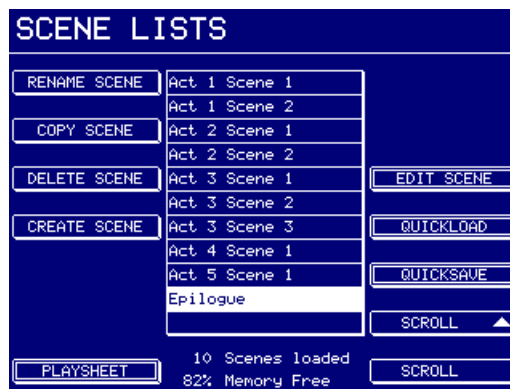 SCENE LISTS
RENAME SCENE
COPY SCENE
DELETE SCENE
CREATE SCENE
PLAYSHEET
Act 1 Scene 1
Act 1 Scene 2
Act 2 Scene 1
Act 2 Scene 2
Act 3 Scene 1
Act 3 Scene 2
Act 3 Scene 3
Act 4 Scene 1
Act 5 Scene 1
Epilogue
10 Scenes loaded
82% Memory Free
EDIT SCENE
QUICKLOAD
QUICKSAVE
SCROLL
SCROLL